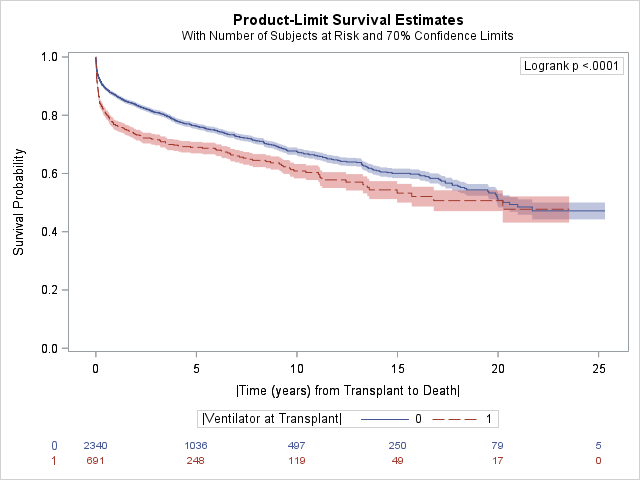 Product-Limit Survival Estimates
With Number of Subjects at Risk and 70% Confidence Limits
Logrank p <.0001
Survival Probability
1.0
0.8
0.6
0.4
0.2
0.0
0 5 10 15 20 25
|Time (years) from Transplant to Death|
|Ventilator at Transplant| 0 1
0 2340 1036 497 250 79 5
1 691 248 119 49 17 0